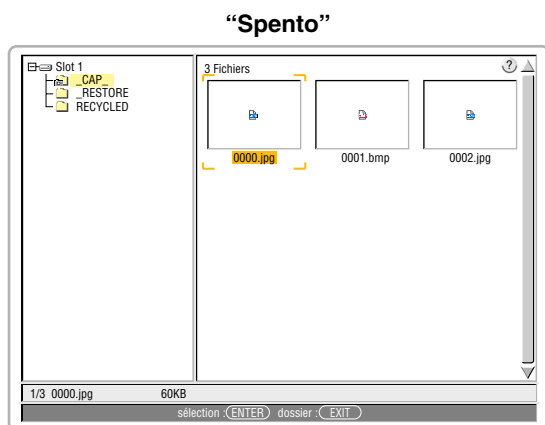 “Spento”
Slot 1
_CAP_
_RESTORE
RECYCLED
3 Fichiers
?
0000.jpg
0001.bmp
0002.jpg
1/3 0000.jpg 60KB
sélection :ENTER dossier : EXIT